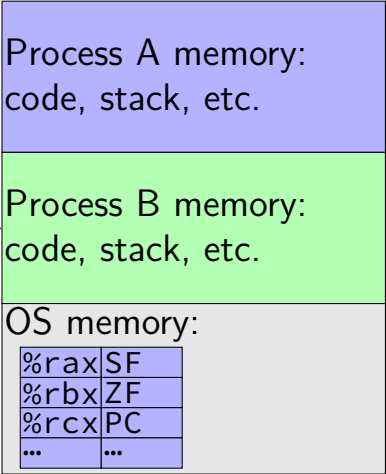 Process A memory:
code, stack, etc.
Process B memory:
code, stack, etc.
OS memory:
%rax SF
%rbx ZF
%rcx PC
… …